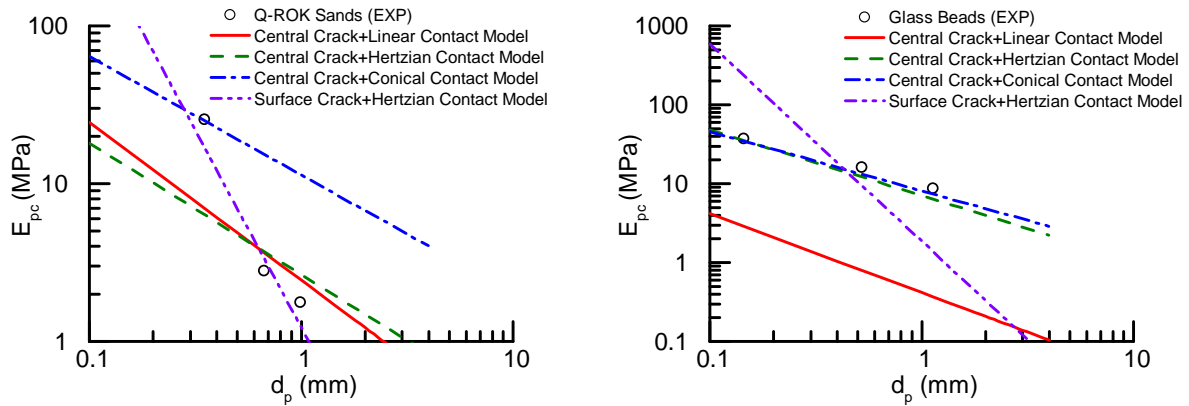 Q-ROK Sands (EXP)
Central Crack+Linear Contact Model
Central Crack+Hertzian Contact Model
Central Crack+Conical Contact Model
Surface Crack+Hertzian Contact Model
100
10
1
E_pc (MPa)
0.1
1
10
d_p (mm)
Glass Beads (EXP)
Central Crack+Linear Contact Model
Central Crack+Hertzian Contact Model
Central Crack+Conical Contact Model
Surface Crack+Hertzian Contact Model
1000
100
10
1
0.1
E_pc (MPa)
0.1
1
10
d_p (mm)